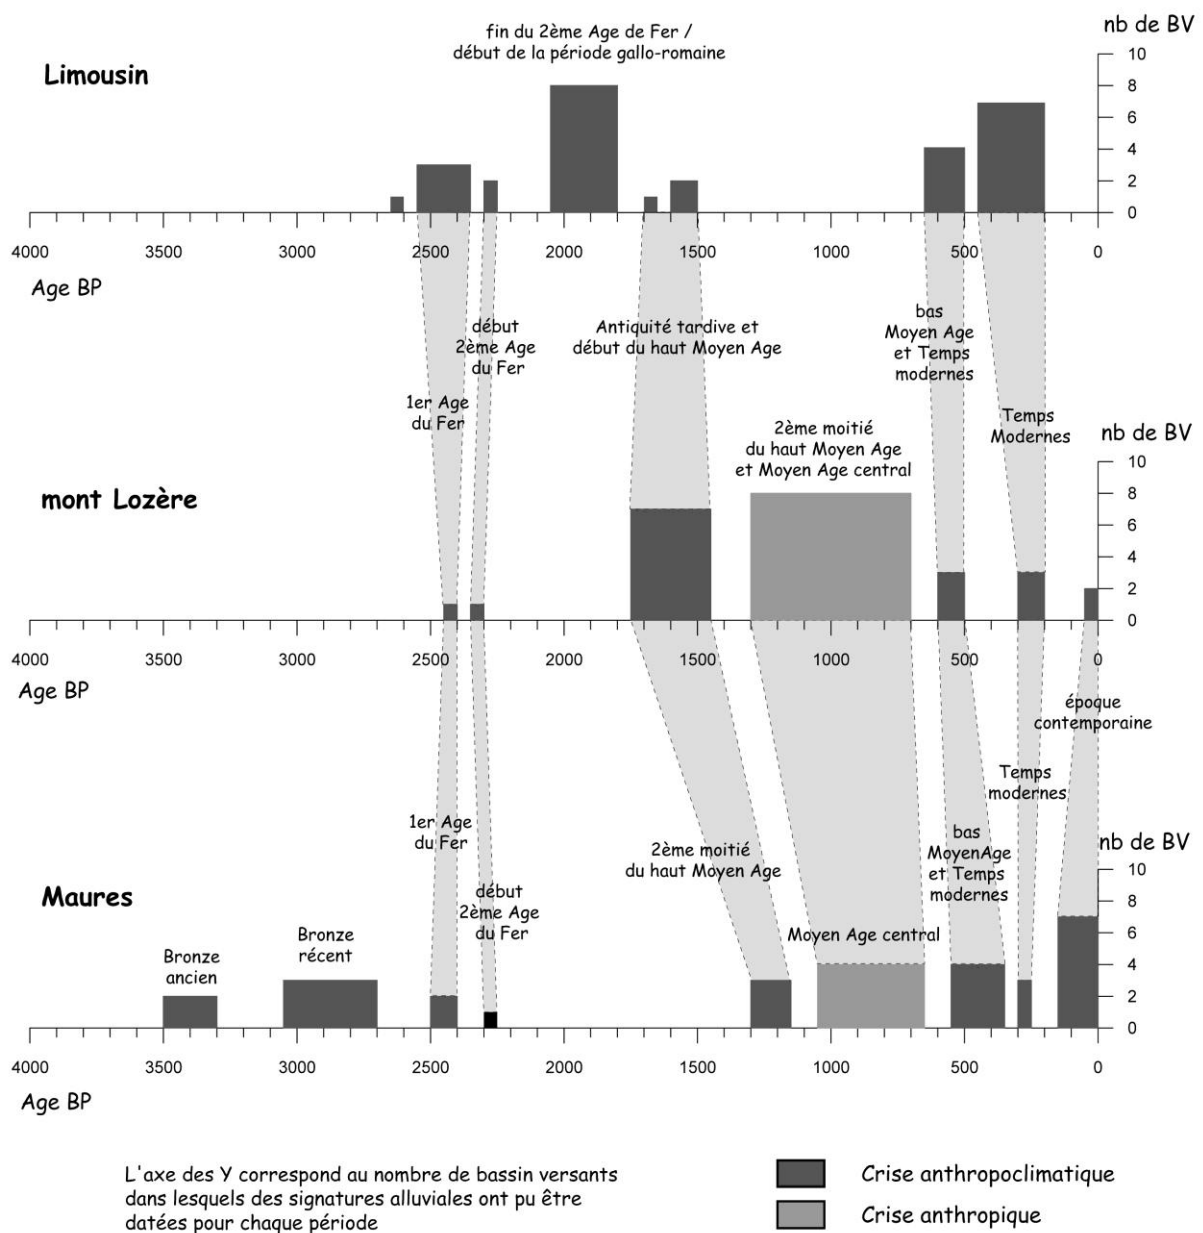 fin du 2ème Age de Fer /
début de la période gallo-romaine
nb de BV
Limousin
10
8
6
4
2
0
4000 3500 3000 2500 2000 1500 1000 500 0
Age BP
début
2ème Age
du Fer
Antiquité tardive et
début du haut Moyen Age
bas
Moyen Age
et Temps
modernes
1er Age
du Fer
Temps
Modernes
2ème moitié
du haut Moyen Age
et Moyen Age central
nb de BV
mont Lozère
10
8
6
4
2
0
4000 3500 3000 2500 2000 1500 1000 500 0
Age BP
époque
contemporaine
Temps
modernes
1er Age
du Fer
2ème moitié
du haut Moyen Age
bas
MoyenAge
et Temps
modernes
nb de BV
Maures
début
2ème Age
du Fer
Bronze
ancien
Bronze
récent
Moyen Age central
10
8
6
4
2
0
4000 3500 3000 2500 2000 1500 1000 500 0
Age BP
L'axe des Y correspond au nombre de bassin versants
dans lesquels des signatures alluviales ont pu être
datées pour chaque période
Crise anthropoclimatique
Crise anthropique